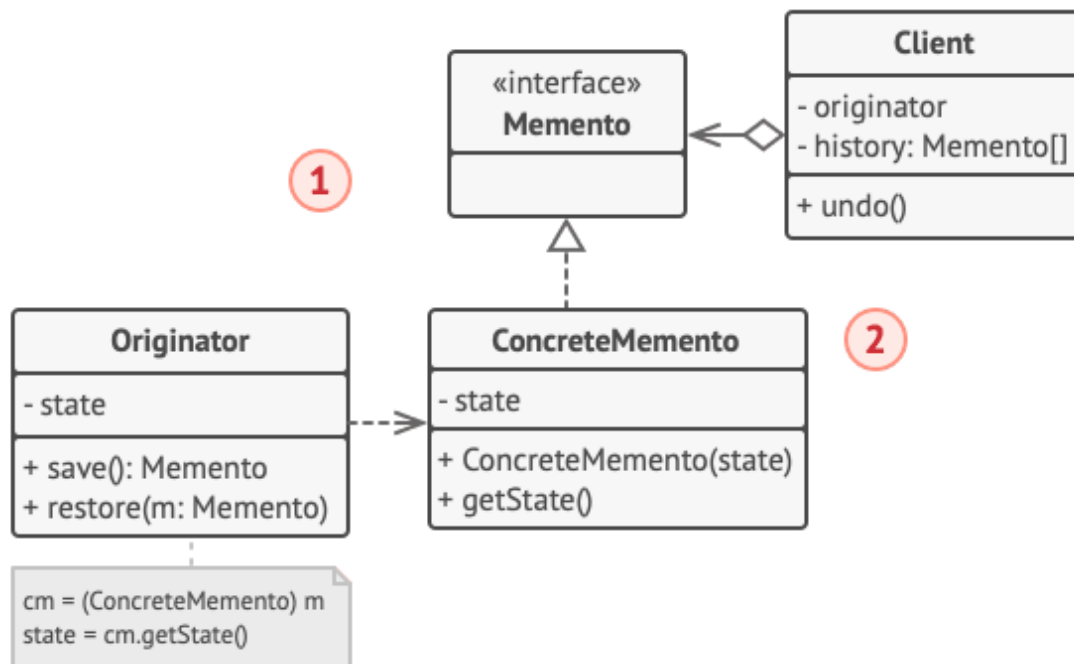 «interface»
Memento
Client
- originator
- history: Memento[]
+ undo()
1
Originator
- state
+ save(): Memento
+ restore(m: Memento)
ConcreteMemento
- state
+ ConcreteMemento(state)
+ getState()
2
cm = (ConcreteMemento) m
state = cm.getState()